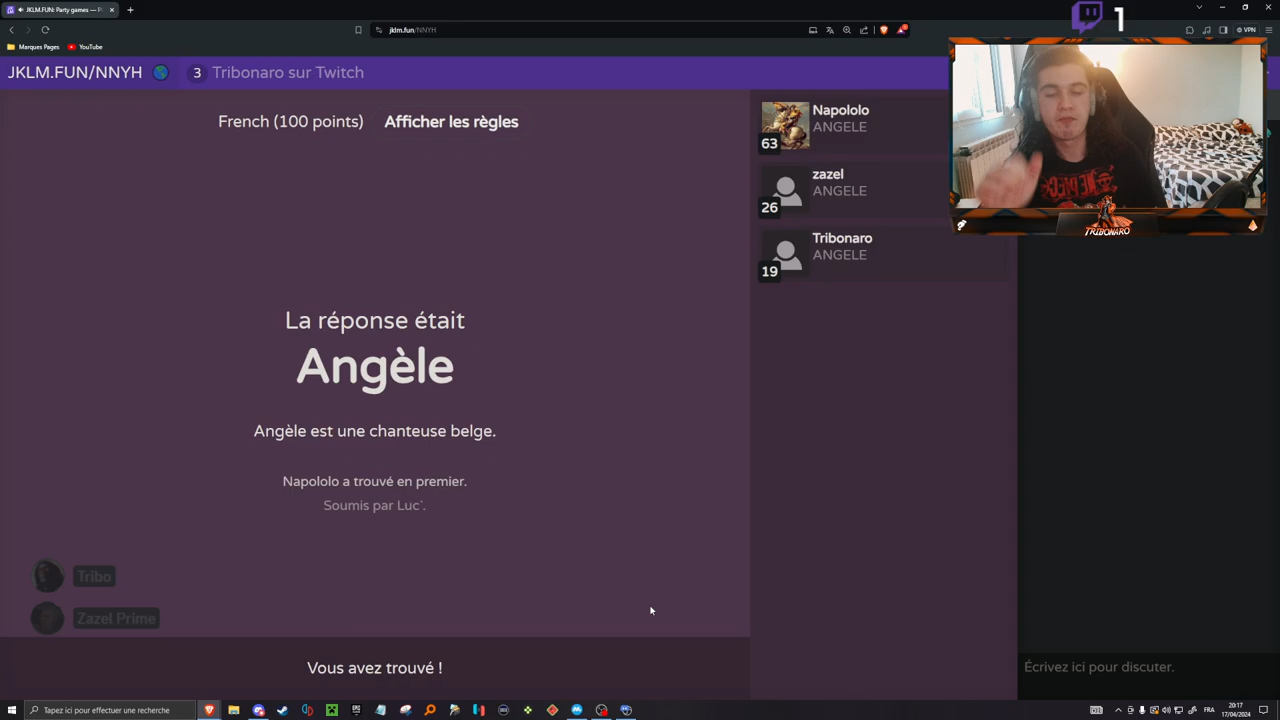 JKLM.FUN: Party games — P
1
jklm.fun/NNYH
VPN
Marques Pages
YouTube
JKLM.FUN/NNYH
3
Tribonaro sur Twitch
French (100 points)
Afficher les règles
Napololo
ANGELE
63
zazel
ANGELE
26
Tribonaro
ANGELE
19
TRIBONARO
La réponse était
Angèle
Angèle est une chanteuse belge.
Napololo a trouvé en premier.
Soumis par Luc`.
Tribo
Zazel Prime
Vous avez trouvé !
Écrivez ici pour discuter.
Tapez ici pour effectuer une recherche
FRA
20:17
17/04/2024